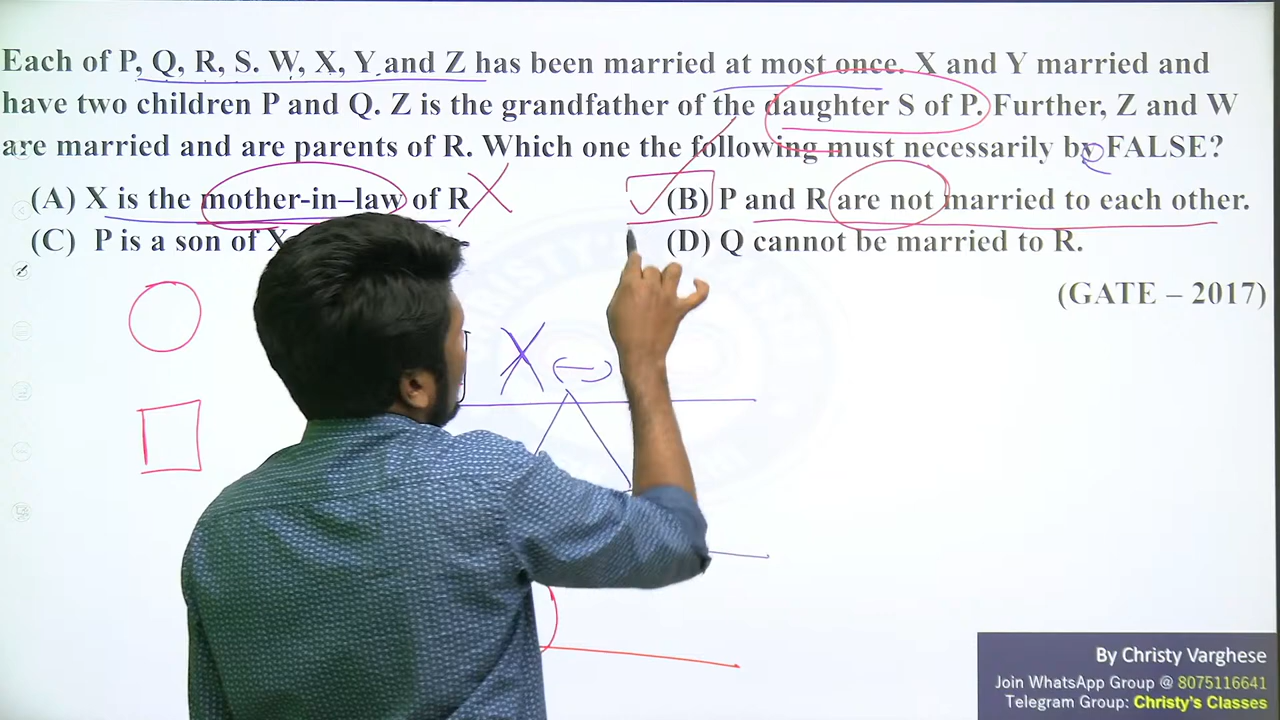 Each of P, Q, R, S. W, X, Y and Z has been married at most once. X and Y married and
have two children P and Q. Z is the grandfather of the daughter S of P. Further, Z and W
are married and are parents of R. Which one the following must necessarily by FALSE?
(A) X is the mother-in–law of R
(B) P and R are not married to each other.
(C) P is a son of X
(D) Q cannot be married to R.
(GATE – 2017)
X
By Christy Varghese
Join WhatsApp Group @ 8075116641
Telegram Group: Christy's Classes